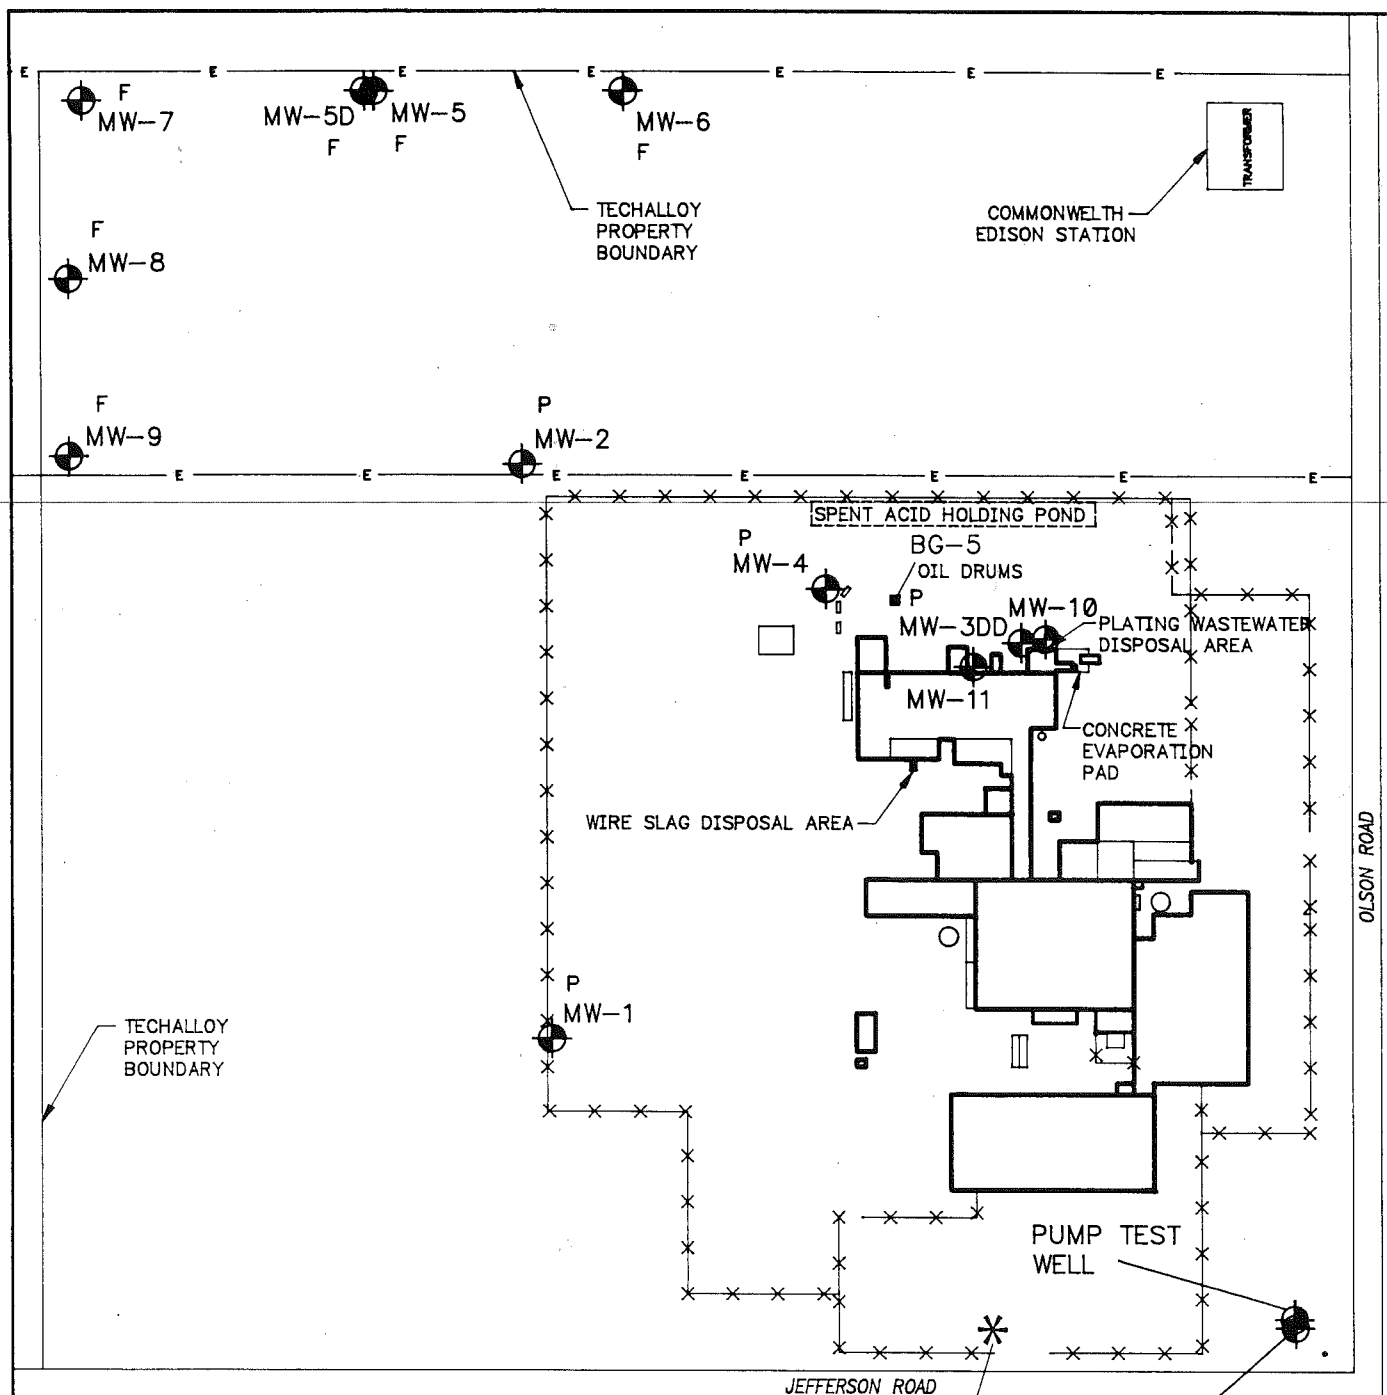 E E E E E E E
F
MW-7
MW-5D
F
MW-5
F
MW-6
F
TRANSFORMER
TECHALLOY
PROPERTY
BOUNDARY
COMMONWELTH
EDISON STATION
F
MW-8
F
MW-9
P
MW-2
E E E E E E E
SPENT ACID HOLDING POND
P
MW-4
BG-5
OIL DRUMS
P
MW-3DD
MW-10
PLATING WASTEWATER
DISPOSAL AREA
MW-11
CONCRETE
EVAPORATION
PAD
WIRE SLAG DISPOSAL AREA
OLSON ROAD
P
MW-1
TECHALLOY
PROPERTY
BOUNDARY
PUMP TEST
WELL
JEFFERSON ROAD